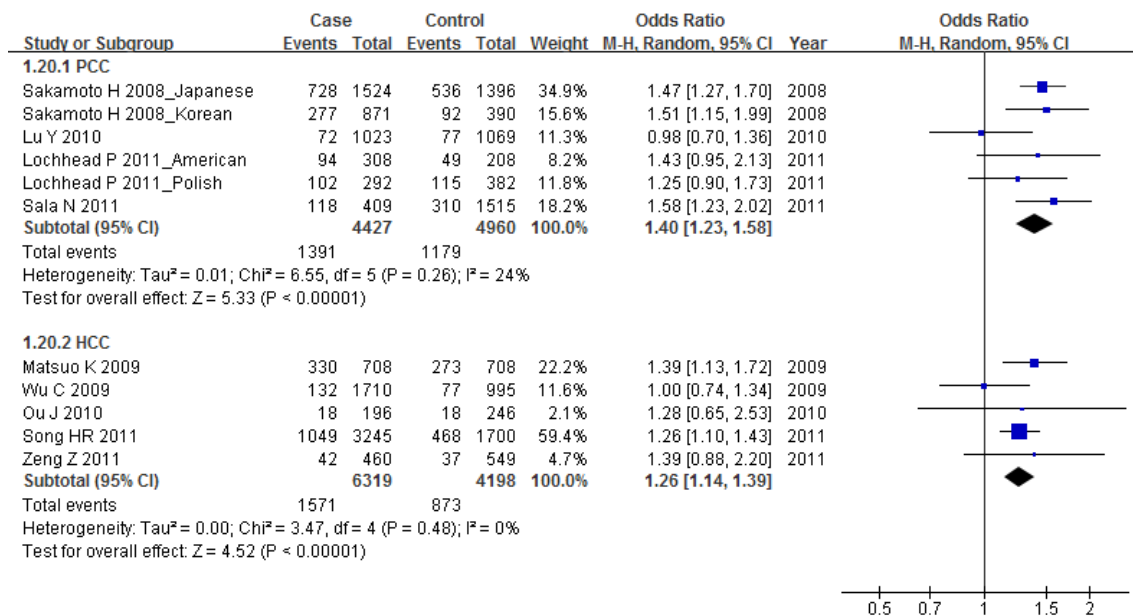 Case Control Odds Ratio Odds Ratio
Study or Subgroup Events Total Events Total Weight M-H, Random, 95% CI Year M-H, Random, 95% CI
1.20.1 PCC
Sakamoto H 2008_Japanese 728 1524 536 1396 34.9% 1.47 [1.27, 1.70] 2008
Sakamoto H 2008_Korean 277 871 92 390 15.6% 1.51 [1.15, 1.99] 2008
Lu Y 2010 72 1023 77 1069 11.3% 0.98 [0.70, 1.36] 2010
Lochhead P 2011_American 94 308 49 208 8.2% 1.43 [0.95, 2.13] 2011
Lochhead P 2011_Polish 102 292 115 382 11.8% 1.25 [0.90, 1.73] 2011
Sala N 2011 118 409 310 1515 18.2% 1.58 [1.23, 2.02] 2011
Subtotal (95% CI) 4427 4960 100.0% 1.40 [1.23, 1.58]
Total events 1391 1179
Heterogeneity: Tau² = 0.01; Chi² = 6.55, df = 5 (P = 0.26); I² = 24%
Test for overall effect: Z = 5.33 (P < 0.00001)
1.20.2 HCC
Matsuo K 2009 330 708 273 708 22.2% 1.39 [1.13, 1.72] 2009
Wu C 2009 132 1710 77 995 11.6% 1.00 [0.74, 1.34] 2009
Ou J 2010 18 196 18 246 2.1% 1.28 [0.65, 2.53] 2010
Song HR 2011 1049 3245 468 1700 59.4% 1.26 [1.10, 1.43] 2011
Zeng Z 2011 42 460 37 549 4.7% 1.39 [0.88, 2.20] 2011
Subtotal (95% CI) 6319 4198 100.0% 1.26 [1.14, 1.39]
Total events 1571 873
Heterogeneity: Tau² = 0.00; Chi² = 3.47, df = 4 (P = 0.48); I² = 0%
Test for overall effect: Z = 4.52 (P < 0.00001)
0.5 0.7 1 1.5 2